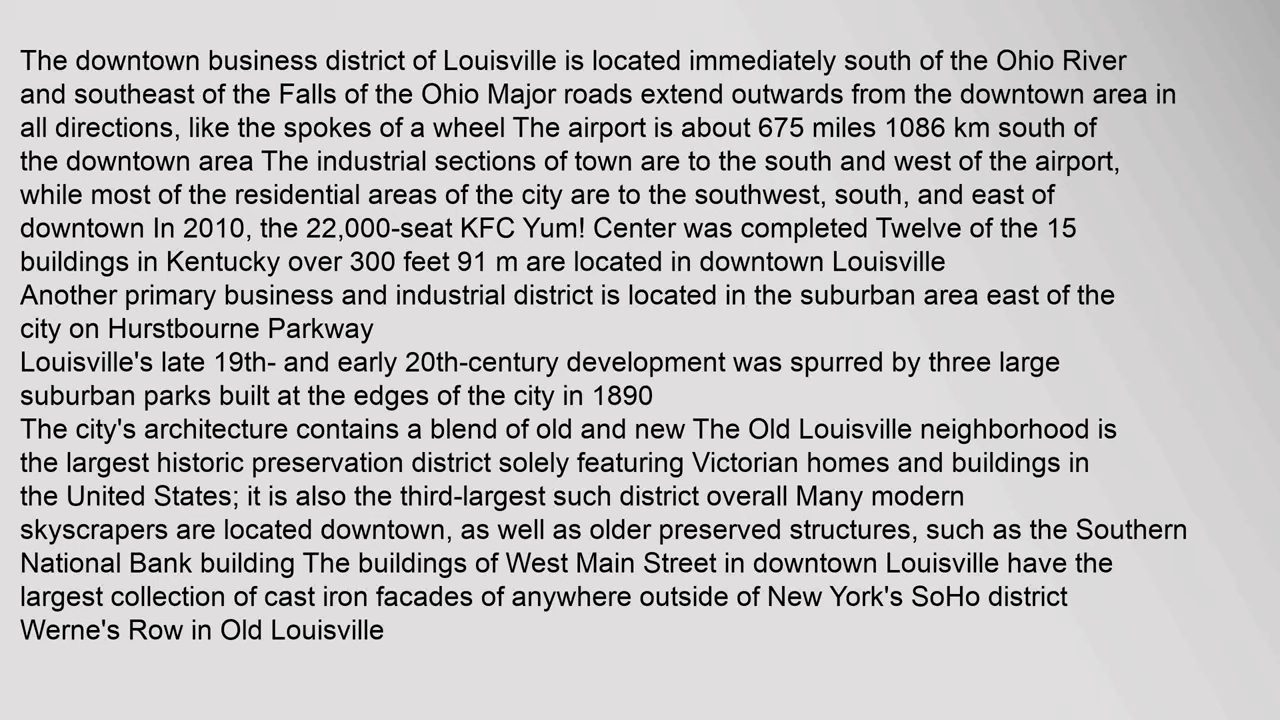 The downtown business district of Louisville is located immediately south of the Ohio River
and southeast of the Falls of the Ohio Major roads extend outwards from the downtown area in
all directions, like the spokes of a wheel The airport is about 675 miles 1086 km south of
the downtown area The industrial sections of town are to the south and west of the airport,
while most of the residential areas of the city are to the southwest, south, and east of
downtown In 2010, the 22,000-seat KFC Yum! Center was completed Twelve of the 15
buildings in Kentucky over 300 feet 91 m are located in downtown Louisville
Another primary business and industrial district is located in the suburban area east of the
city on Hurstbourne Parkway
Louisville's late 19th- and early 20th-century development was spurred by three large
suburban parks built at the edges of the city in 1890
The city's architecture contains a blend of old and new The Old Louisville neighborhood is
the largest historic preservation district solely featuring Victorian homes and buildings in
the United States; it is also the third-largest such district overall Many modern
skyscrapers are located downtown, as well as older preserved structures, such as the Southern
National Bank building The buildings of West Main Street in downtown Louisville have the
largest collection of cast iron facades of anywhere outside of New York's SoHo district
Werne's Row in Old Louisville